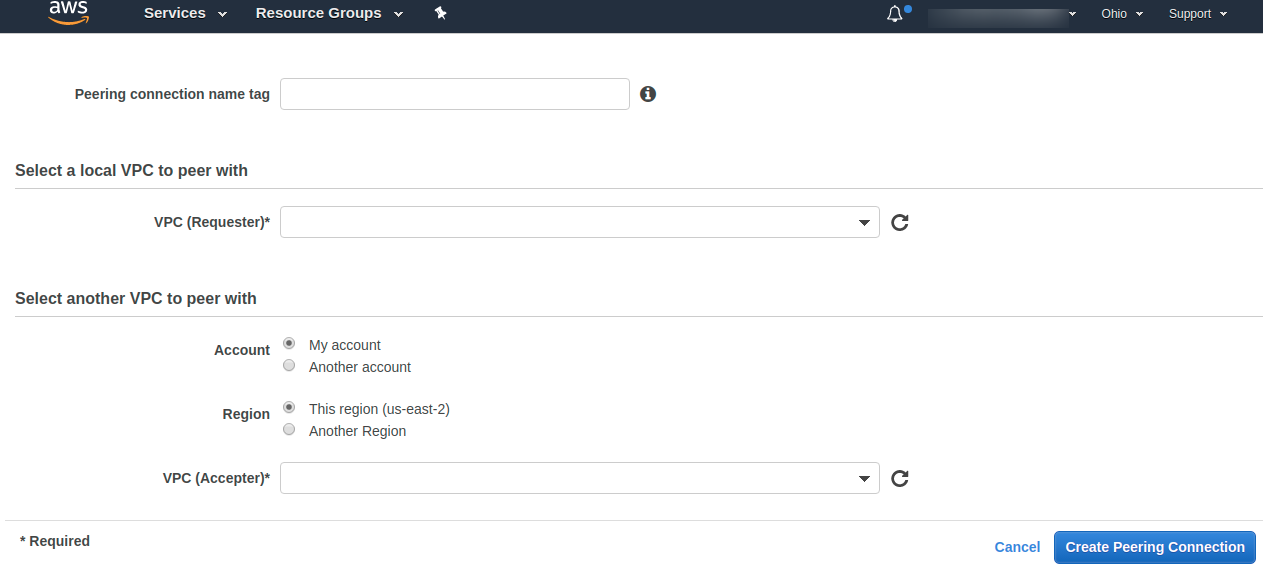 aws Services Resource Groups Ohio Support
Peering connection name tag
Select a local VPC to peer with
VPC (Requester)*
Select another VPC to peer with
Account My account
Another account
Region This region (us-east-2)
Another Region
VPC (Accepter)*
* Required
Cancel Create Peering Connection